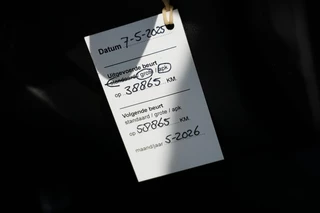 Datum 7-5-2025
Uitgevoerde beurt
standaard / grote / apk
op 38865 KM
Volgende beurt
standaard / grote / apk
op 58865 KM
maand/jaar 5-2026